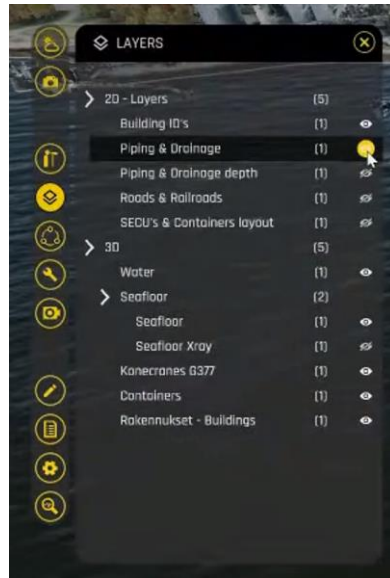 LAYERS
2D - Layers (5)
Building ID's (1)
Piping & Drainage (1)
Piping & Drainage depth (1)
Roads & Railroads (1)
SECU's & Containers layout (1)
3D (5)
Water (1)
Seafloor (2)
Seafloor (1)
Seafloor Xray (1)
Konecranes G377 (1)
Containers (1)
Rakennukset - Buildings (1)